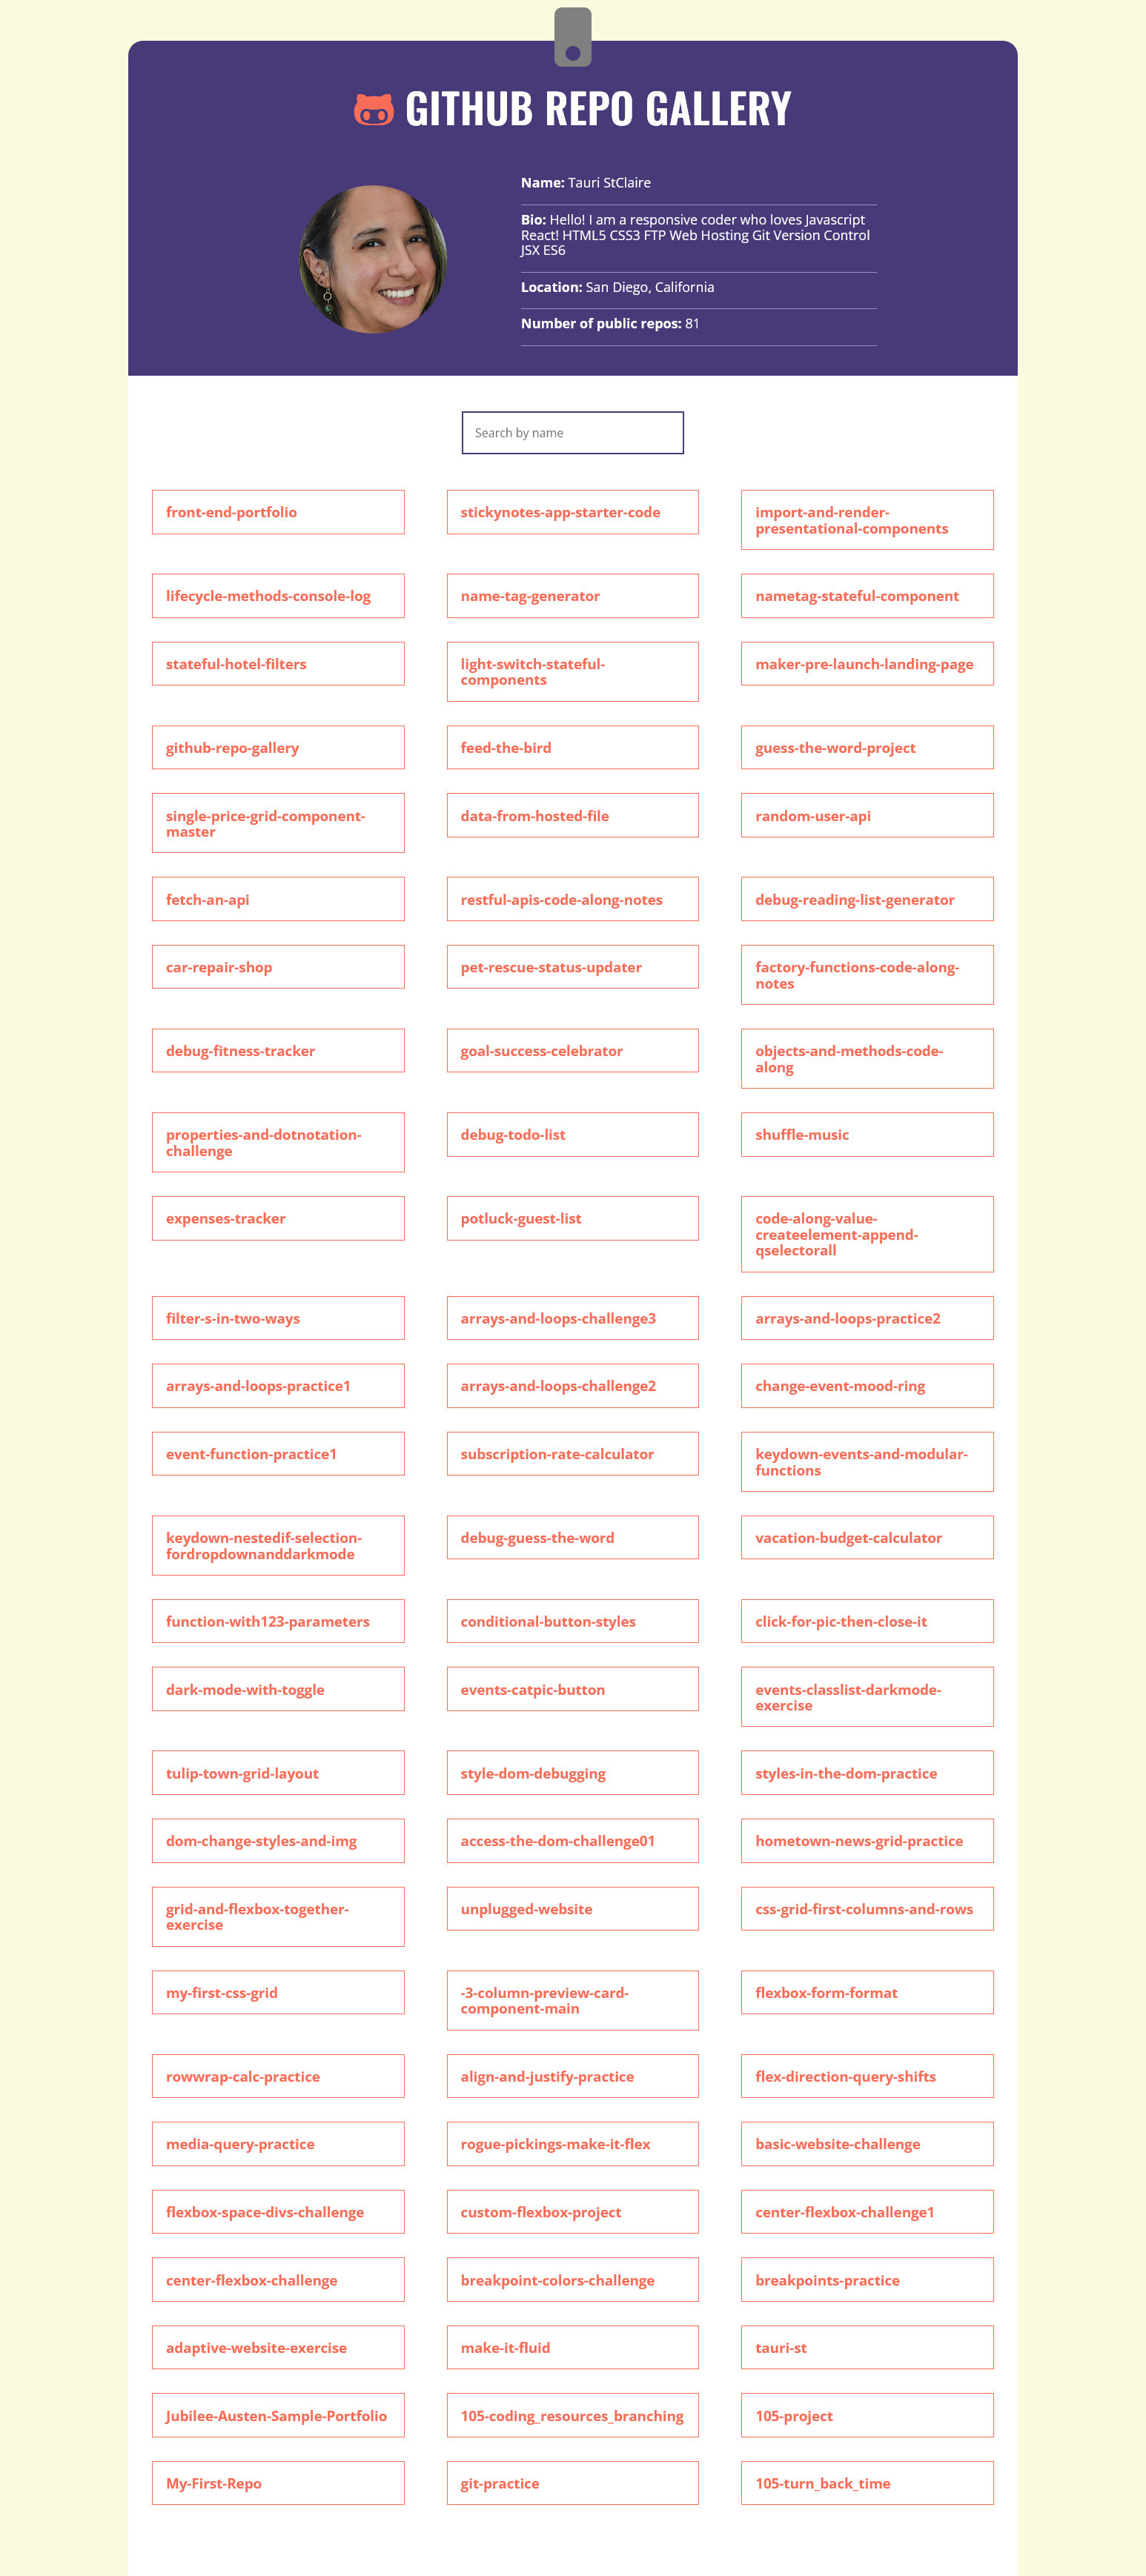 GITHUB REPO GALLERY
Name: Tauri StClaire
Bio: Hello! I am a responsive coder who loves Javascript
React! HTML5 CSS3 FTP Web Hosting Git Version Control
JSX ES6
Location: San Diego, California
Number of public repos: 81
Search by name
front-end-portfolio
stickynotes-app-starter-code
import-and-render-
presentational-components
lifecycle-methods-console-log
name-tag-generator
nametag-stateful-component
stateful-hotel-filters
light-switch-stateful-
components
maker-pre-launch-landing-page
github-repo-gallery
feed-the-bird
guess-the-word-project
single-price-grid-component-
master
data-from-hosted-file
random-user-api
fetch-an-api
restful-apis-code-along-notes
debug-reading-list-generator
car-repair-shop
pet-rescue-status-updater
factory-functions-code-along-
notes
debug-fitness-tracker
goal-success-celebrator
objects-and-methods-code-
along
properties-and-dotnotation-
challenge
debug-todo-list
shuffle-music
expenses-tracker
potluck-guest-list
code-along-value-
createelement-append-
qselectorall
filter-s-in-two-ways
arrays-and-loops-challenge3
arrays-and-loops-practice2
arrays-and-loops-practice1
arrays-and-loops-challenge2
change-event-mood-ring
event-function-practice1
subscription-rate-calculator
keydown-events-and-modular-
functions
keydown-nestedif-selection-
fordropdownanddarkmode
debug-guess-the-word
vacation-budget-calculator
function-with123-parameters
conditional-button-styles
click-for-pic-then-close-it
dark-mode-with-toggle
events-catpic-button
events-classlist-darkmode-
exercise
tulip-town-grid-layout
style-dom-debugging
styles-in-the-dom-practice
dom-change-styles-and-img
access-the-dom-challenge01
hometown-news-grid-practice
grid-and-flexbox-together-
exercise
unplugged-website
css-grid-first-columns-and-rows
my-first-css-grid
-3-column-preview-card-
component-main
flexbox-form-format
rowwrap-calc-practice
align-and-justify-practice
flex-direction-query-shifts
media-query-practice
rogue-pickings-make-it-flex
basic-website-challenge
flexbox-space-divs-challenge
custom-flexbox-project
center-flexbox-challenge1
center-flexbox-challenge
breakpoint-colors-challenge
breakpoints-practice
adaptive-website-exercise
make-it-fluid
tauri-st
Jubilee-Austen-Sample-Portfolio
105-coding_resources_branching
105-project
My-First-Repo
git-practice
105-turn_back_time